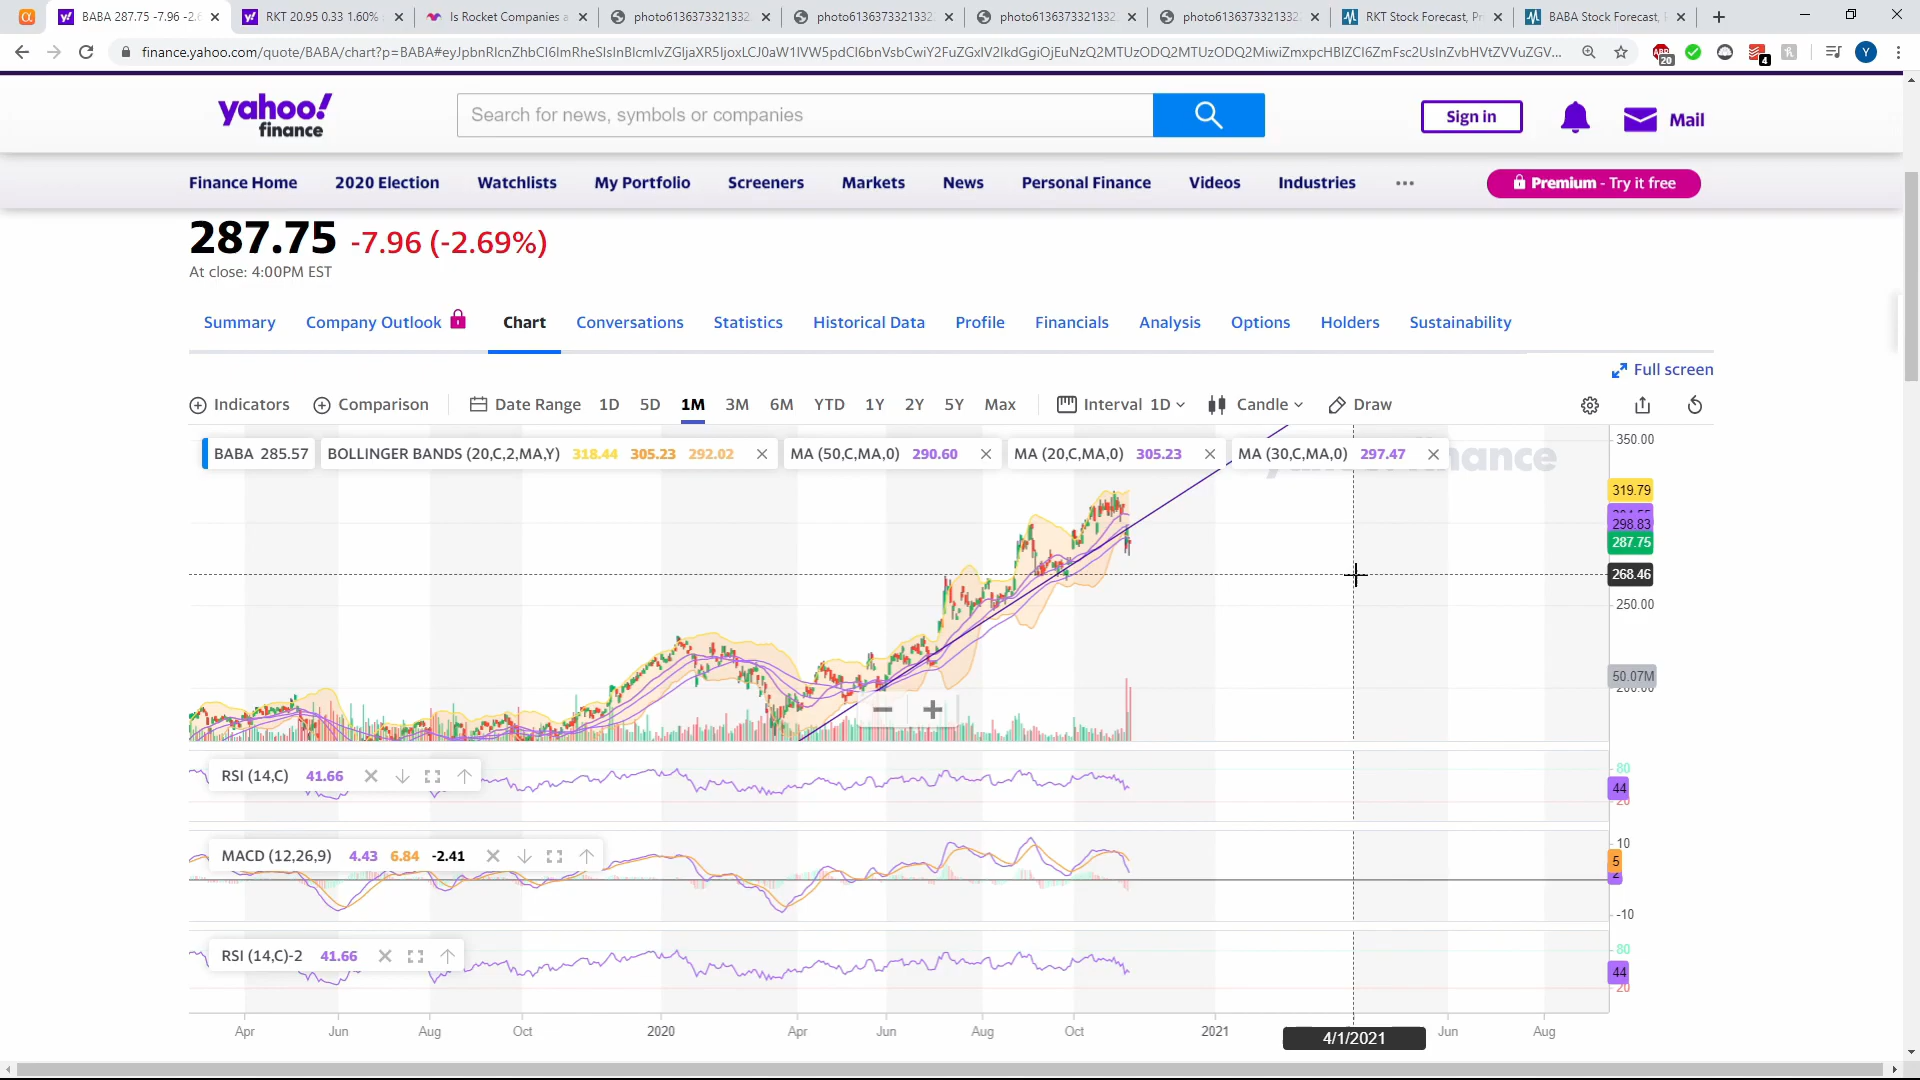 BABA 287.75 -7.96 -2.6
RKT 20.95 0.33 1.60%
Is Rocket Companies a
photo6136373321332
photo6136373321332
photo6136373321332
photo6136373321332
RKT Stock Forecast, Pr
BABA Stock Forecast,
20
4
Y
yahoo!
finance
Search for news, symbols or companies
Sign in
Mail
Finance Home
2020 Election
Watchlists
My Portfolio
Screeners
Markets
News
Personal Finance
Videos
Industries
Premium - Try it free
287.75 -7.96 (-2.69%)
At close: 4:00PM EST
Summary
Company Outlook
Chart
Conversations
Statistics
Historical Data
Profile
Financials
Analysis
Options
Holders
Sustainability
Full screen
Indicators
Comparison
Date Range
1D
5D
1M
3M
6M
YTD
1Y
2Y
5Y
Max
Interval 1D
Candle
Draw
BABA 285.57
BOLLINGER BANDS (20,C,2,MA,Y) 318.44 305.23 292.02
MA (50,C,MA,0) 290.60
MA (20,C,MA,0) 305.23
MA (30,C,MA,0) 297.47
350.00
319.79
298.83
287.75
268.46
250.00
50.07M
200.00
RSI (14,C) 41.66
80
44
20
MACD (12,26,9) 4.43 6.84 -2.41
10
5
2
-10
RSI (14,C)-2 41.66
80
44
20
Apr
Jun
Aug
Oct
2020
Apr
Jun
Aug
Oct
2021
4/1/2021
Jun
Aug